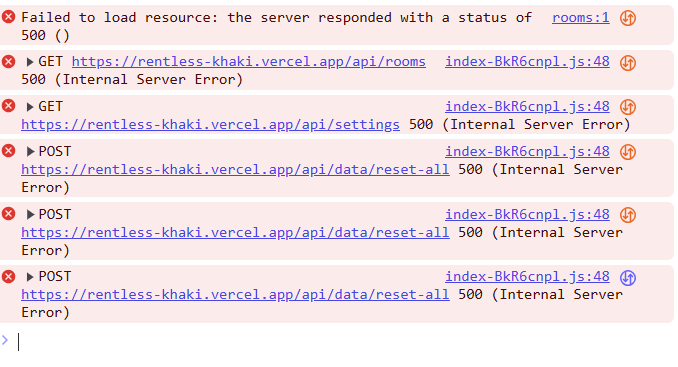 Failed to load resource: the server responded with a status of rooms:1
500 ()
GET https://rentless-khaki.vercel.app/api/rooms index-BkR6cnpl.js:48
500 (Internal Server Error)
GET index-BkR6cnpl.js:48
https://rentless-khaki.vercel.app/api/settings 500 (Internal Server Error)
POST index-BkR6cnpl.js:48
https://rentless-khaki.vercel.app/api/data/reset-all 500 (Internal Server
Error)
POST index-BkR6cnpl.js:48
https://rentless-khaki.vercel.app/api/data/reset-all 500 (Internal Server
Error)
POST index-BkR6cnpl.js:48
https://rentless-khaki.vercel.app/api/data/reset-all 500 (Internal Server
Error)